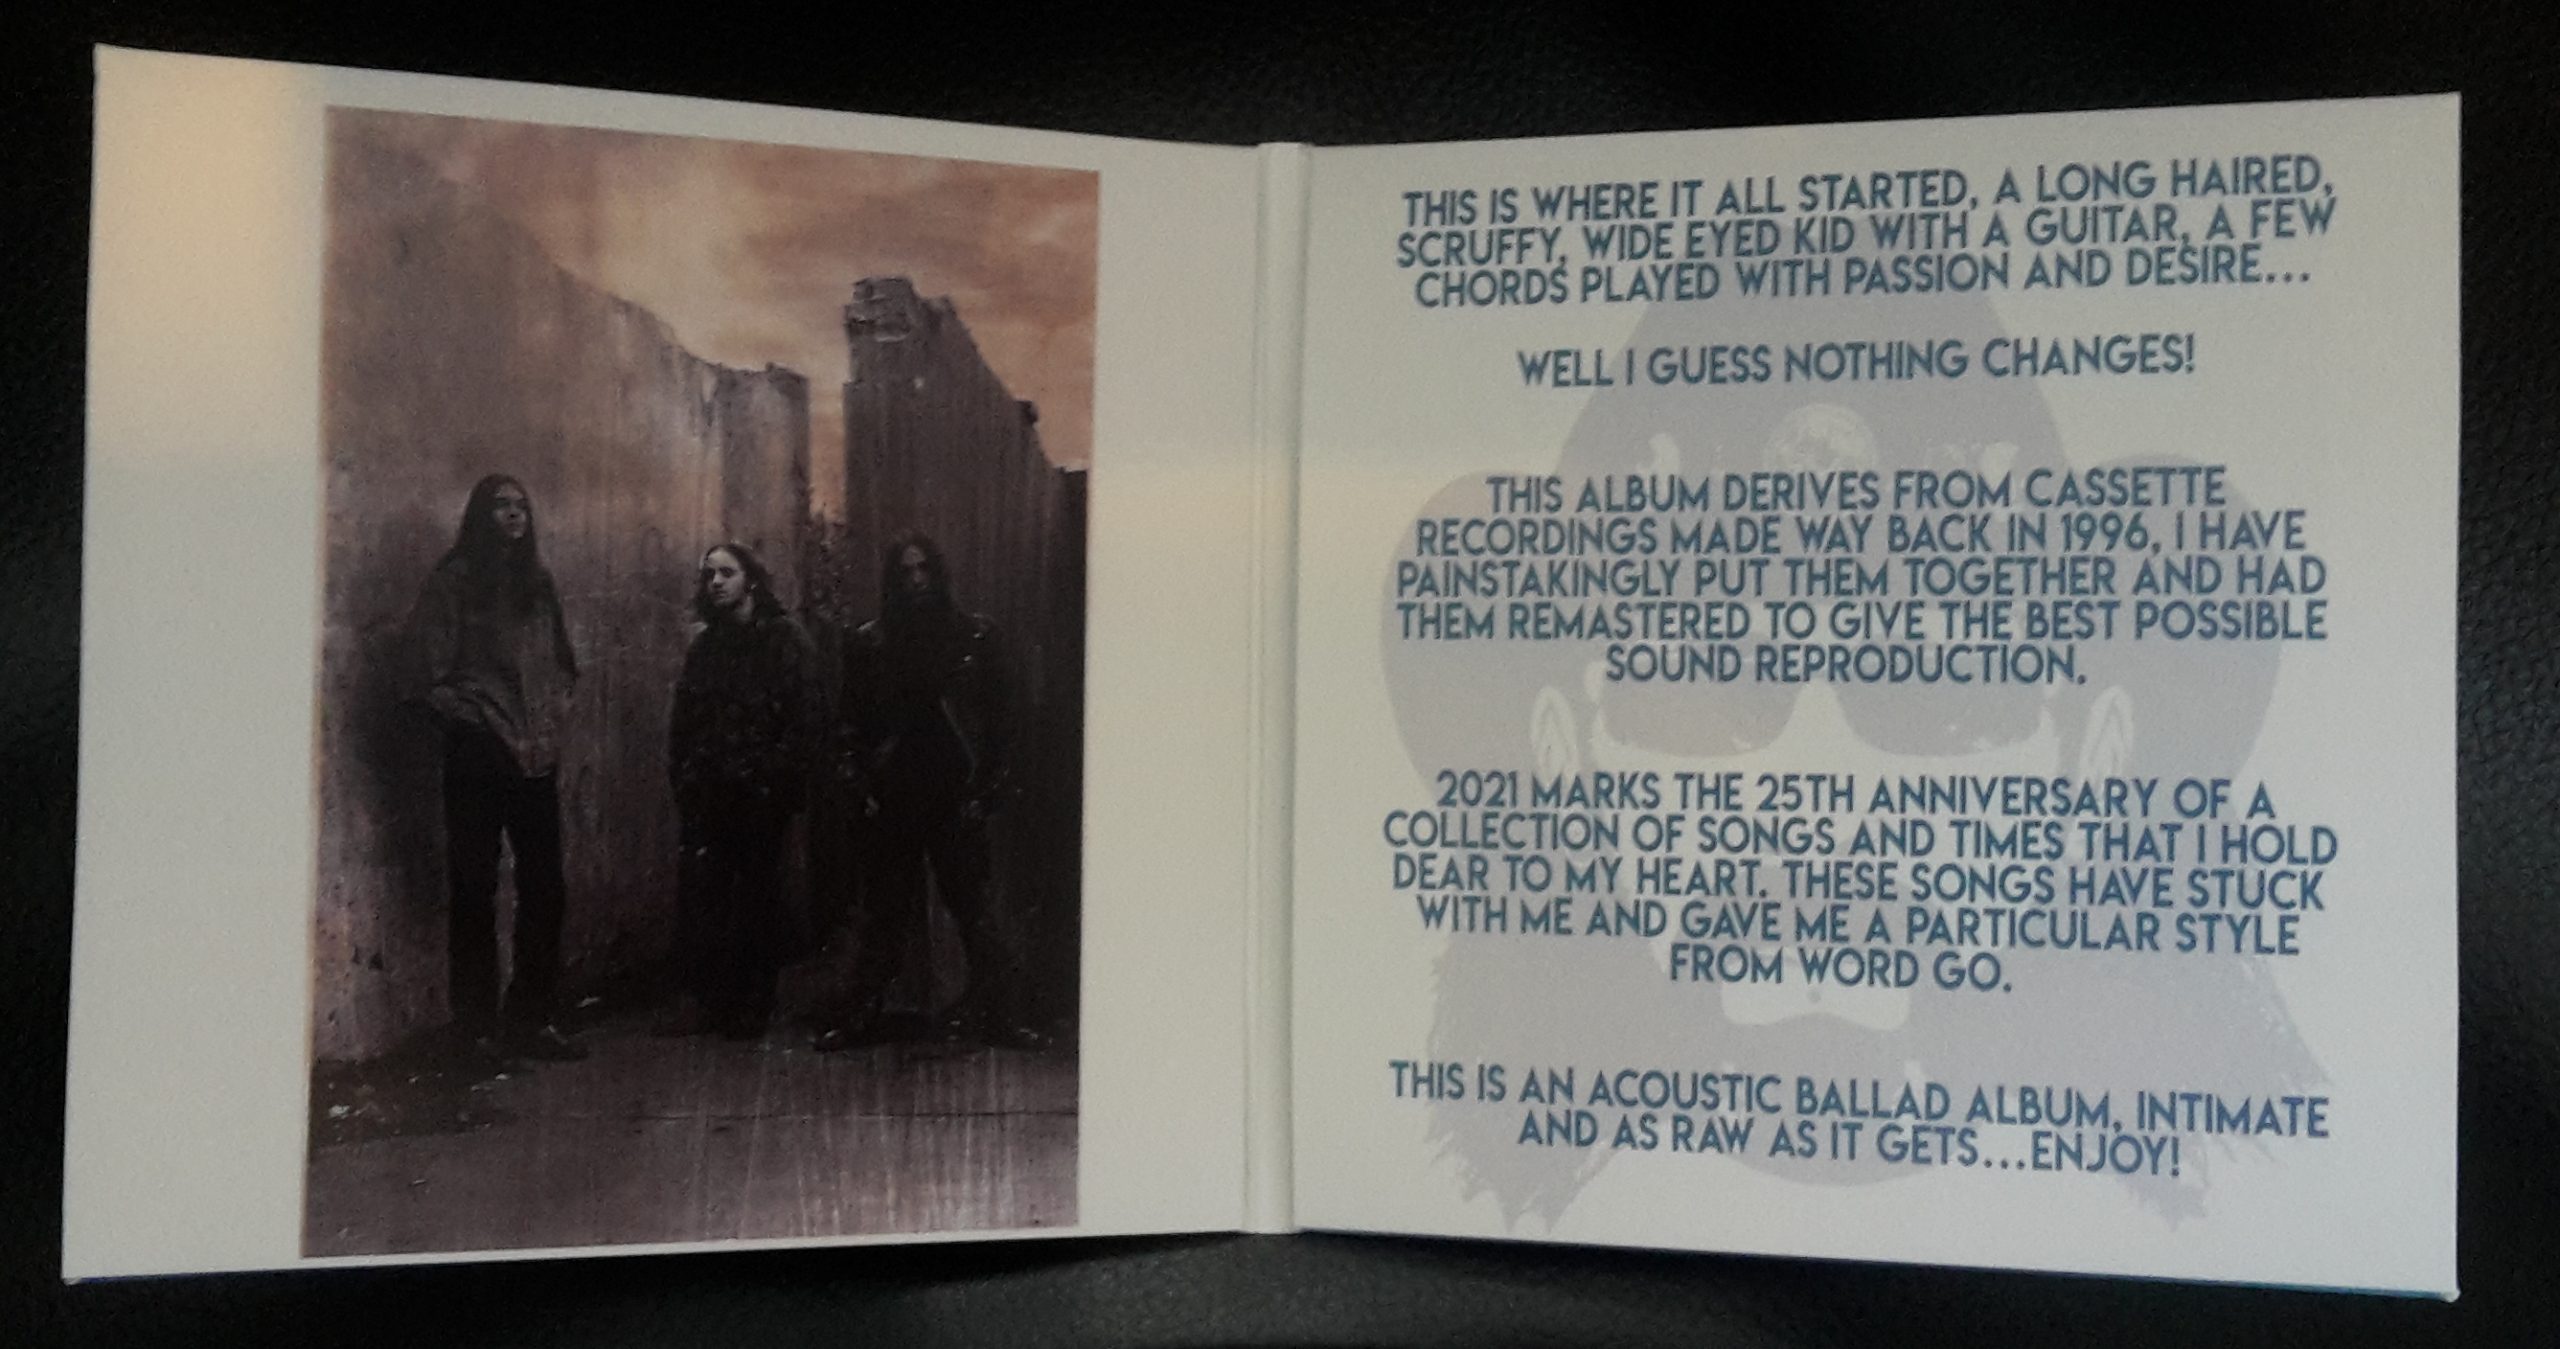 THIS IS WHERE IT ALL STARTED, A LONG HAIRED,
SCRUFFY, WIDE EYED KID WITH A GUITAR, A FEW
CHORDS PLAYED WITH PASSION AND DESIRE...
WELL I GUESS NOTHING CHANGES!
THIS ALBUM DERIVES FROM CASSETTE
RECORDINGS MADE WAY BACK IN 1996, I HAVE
PAINSTAKINGLY PUT THEM TOGETHER AND HAD
THEM REMASTERED TO GIVE THE BEST POSSIBLE
SOUND REPRODUCTION.
2021 MARKS THE 25TH ANNIVERSARY OF A
COLLECTION OF SONGS AND TIMES THAT I HOLD
DEAR TO MY HEART. THESE SONGS HAVE STUCK
WITH ME AND GAVE ME A PARTICULAR STYLE
FROM WORD GO.
THIS IS AN ACOUSTIC BALLAD ALBUM, INTIMATE
AND AS RAW AS IT GETS...ENJOY!